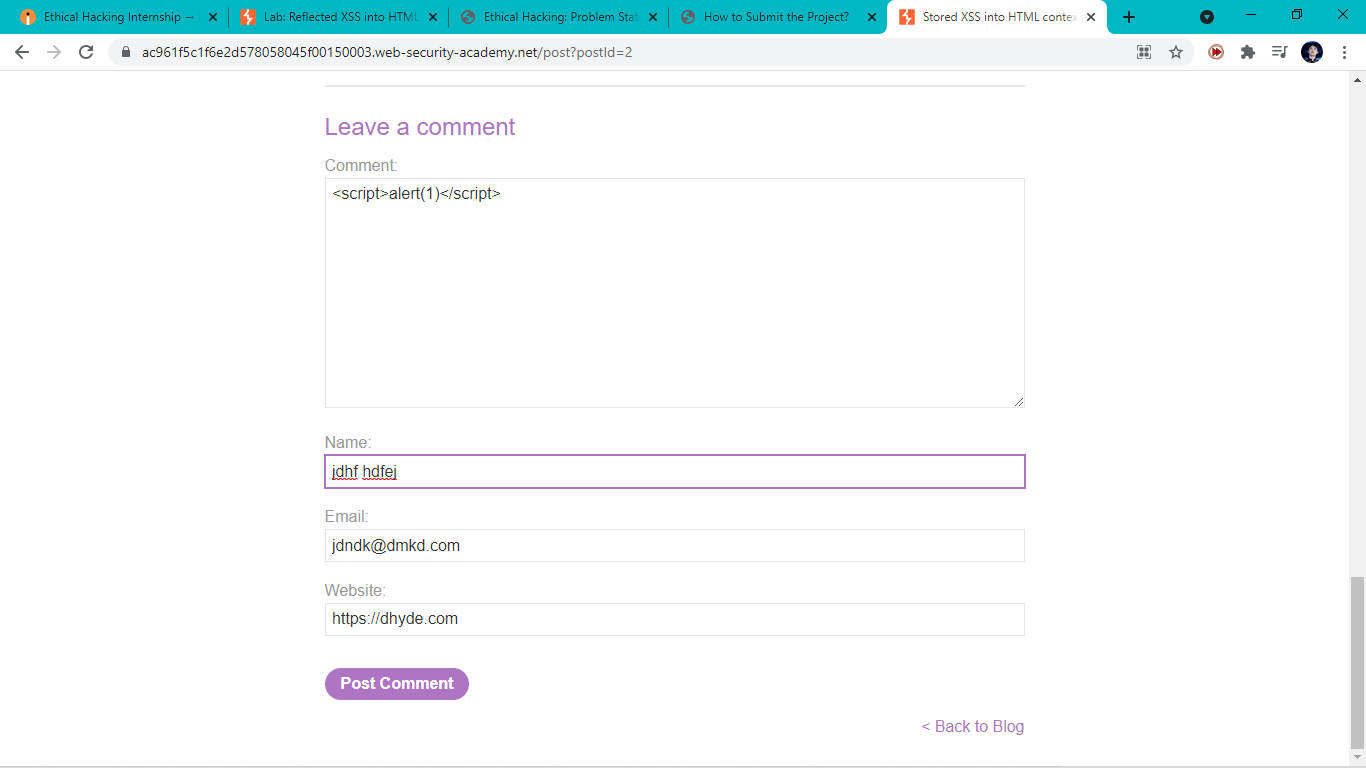 Ethical Hacking Internship —
Lab: Reflected XSS into HTML
Ethical Hacking: Problem Stat
How to Submit the Project?
Stored XSS into HTML contex
ac961f5c1f6e2d578058045f00150003.web-security-academy.net/post?postId=2
Leave a comment
Comment:
<script>alert(1)</script>
Name:
jdhf hdfej
Email:
jdndk@dmkd.com
Website:
https://dhyde.com
Post Comment
< Back to Blog